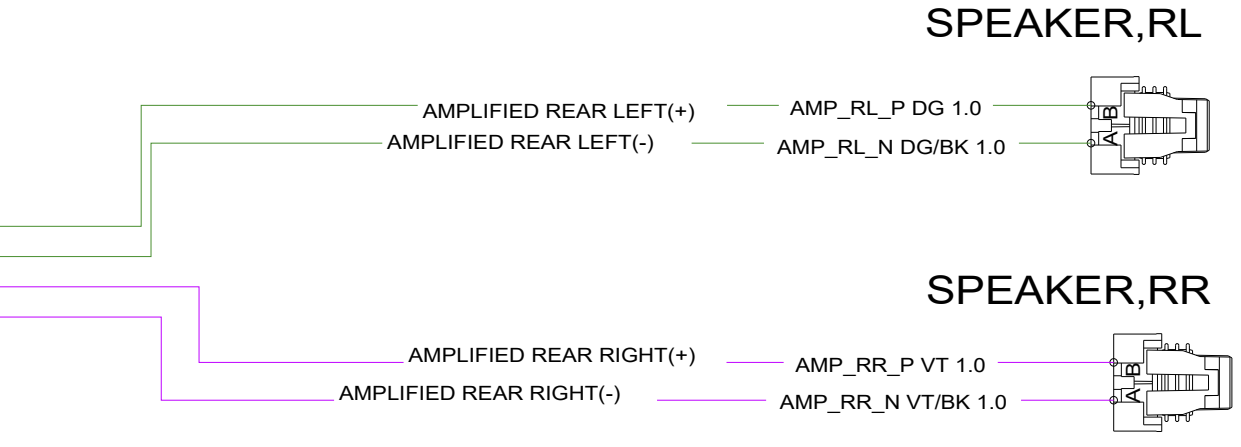 SPEAKER,RL
AMPLIFIED REAR LEFT(+) AMP_RL_P DG 1.0
B
AMPLIFIED REAR LEFT(-) AMP_RL_N DG/BK 1.0
A
SPEAKER,RR
AMPLIFIED REAR RIGHT(+) AMP_RR_P VT 1.0
B
AMPLIFIED REAR RIGHT(-) AMP_RR_N VT/BK 1.0
A